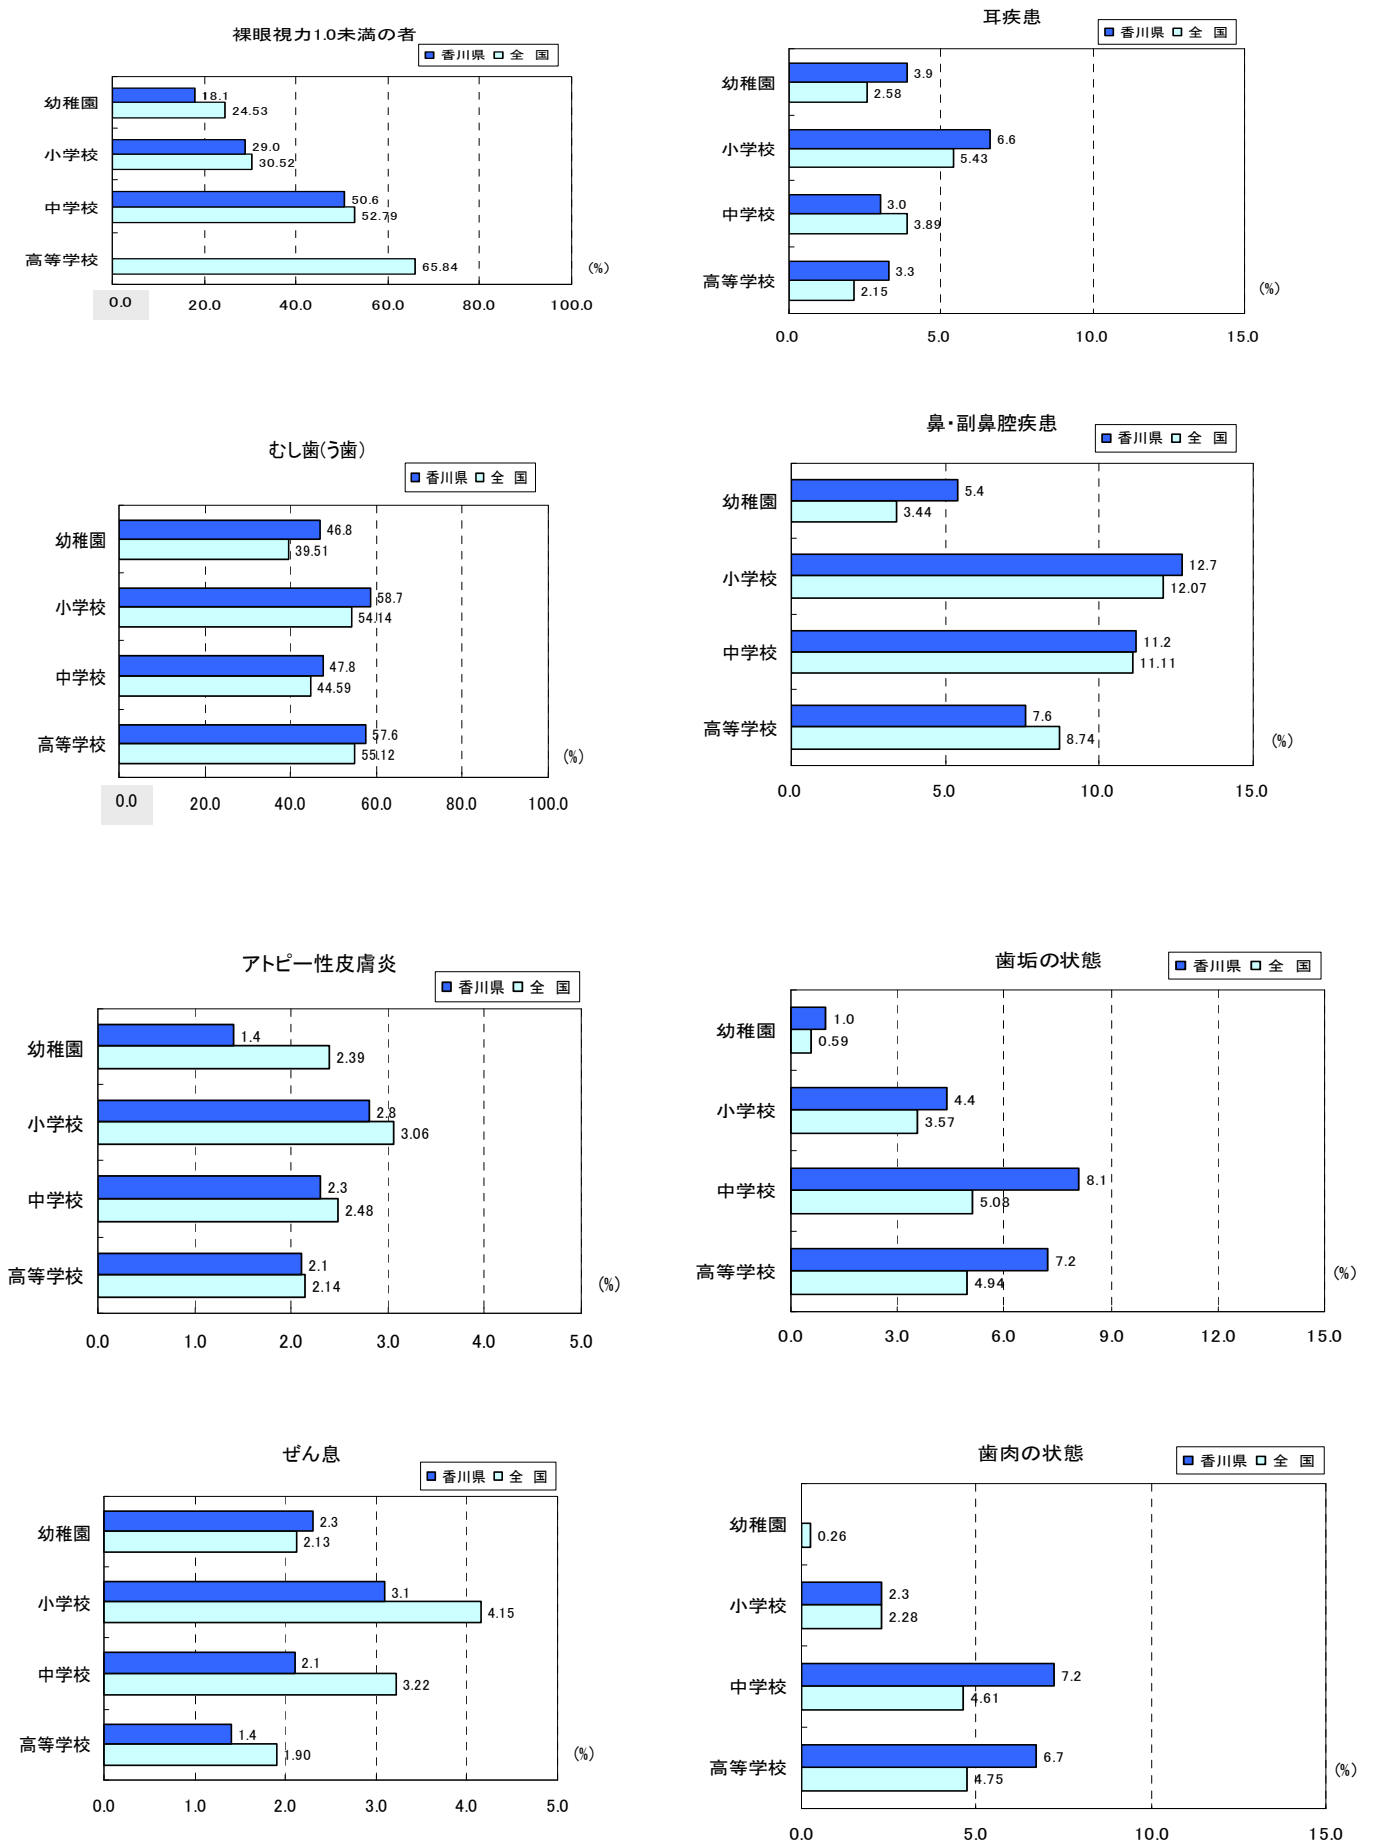 裸眼視力1.0未満の者
香川県 全　国
幼稚園 18.1
24.53
小学校 29.0
30.52
中学校 50.6
52.79
高等学校 65.84
(%)
0.0 20.0 40.0 60.0 80.0 100.0
耳疾患
香川県 全　国
幼稚園 3.9
2.58
小学校 6.6
5.43
中学校 3.0
3.89
高等学校 3.3
2.15
(%)
0.0 5.0 10.0 15.0
むし歯(う歯)
香川県 全　国
幼稚園 46.8
39.51
小学校 58.7
54.14
中学校 47.8
44.59
高等学校 57.6
55.12
(%)
0.0 20.0 40.0 60.0 80.0 100.0
鼻・副鼻腔疾患
香川県 全　国
幼稚園 5.4
3.44
小学校 12.7
12.07
中学校 11.2
11.11
高等学校 7.6
8.74
(%)
0.0 5.0 10.0 15.0
アトピー性皮膚炎
香川県 全　国
幼稚園 1.4
2.39
小学校 2.8
3.06
中学校 2.3
2.48
高等学校 2.1
2.14
(%)
0.0 1.0 2.0 3.0 4.0 5.0
歯垢の状態
香川県 全　国
幼稚園 1.0
0.59
小学校 4.4
3.57
中学校 8.1
5.08
高等学校 7.2
4.94
(%)
0.0 3.0 6.0 9.0 12.0 15.0
ぜん息
香川県 全　国
幼稚園 2.3
2.13
小学校 3.1
4.15
中学校 2.1
3.22
高等学校 1.4
1.90
(%)
0.0 1.0 2.0 3.0 4.0 5.0
歯肉の状態
香川県 全　国
幼稚園 0.26
小学校 2.3
2.28
中学校 7.2
4.61
高等学校 6.7
4.75
(%)
0.0 5.0 10.0 15.0